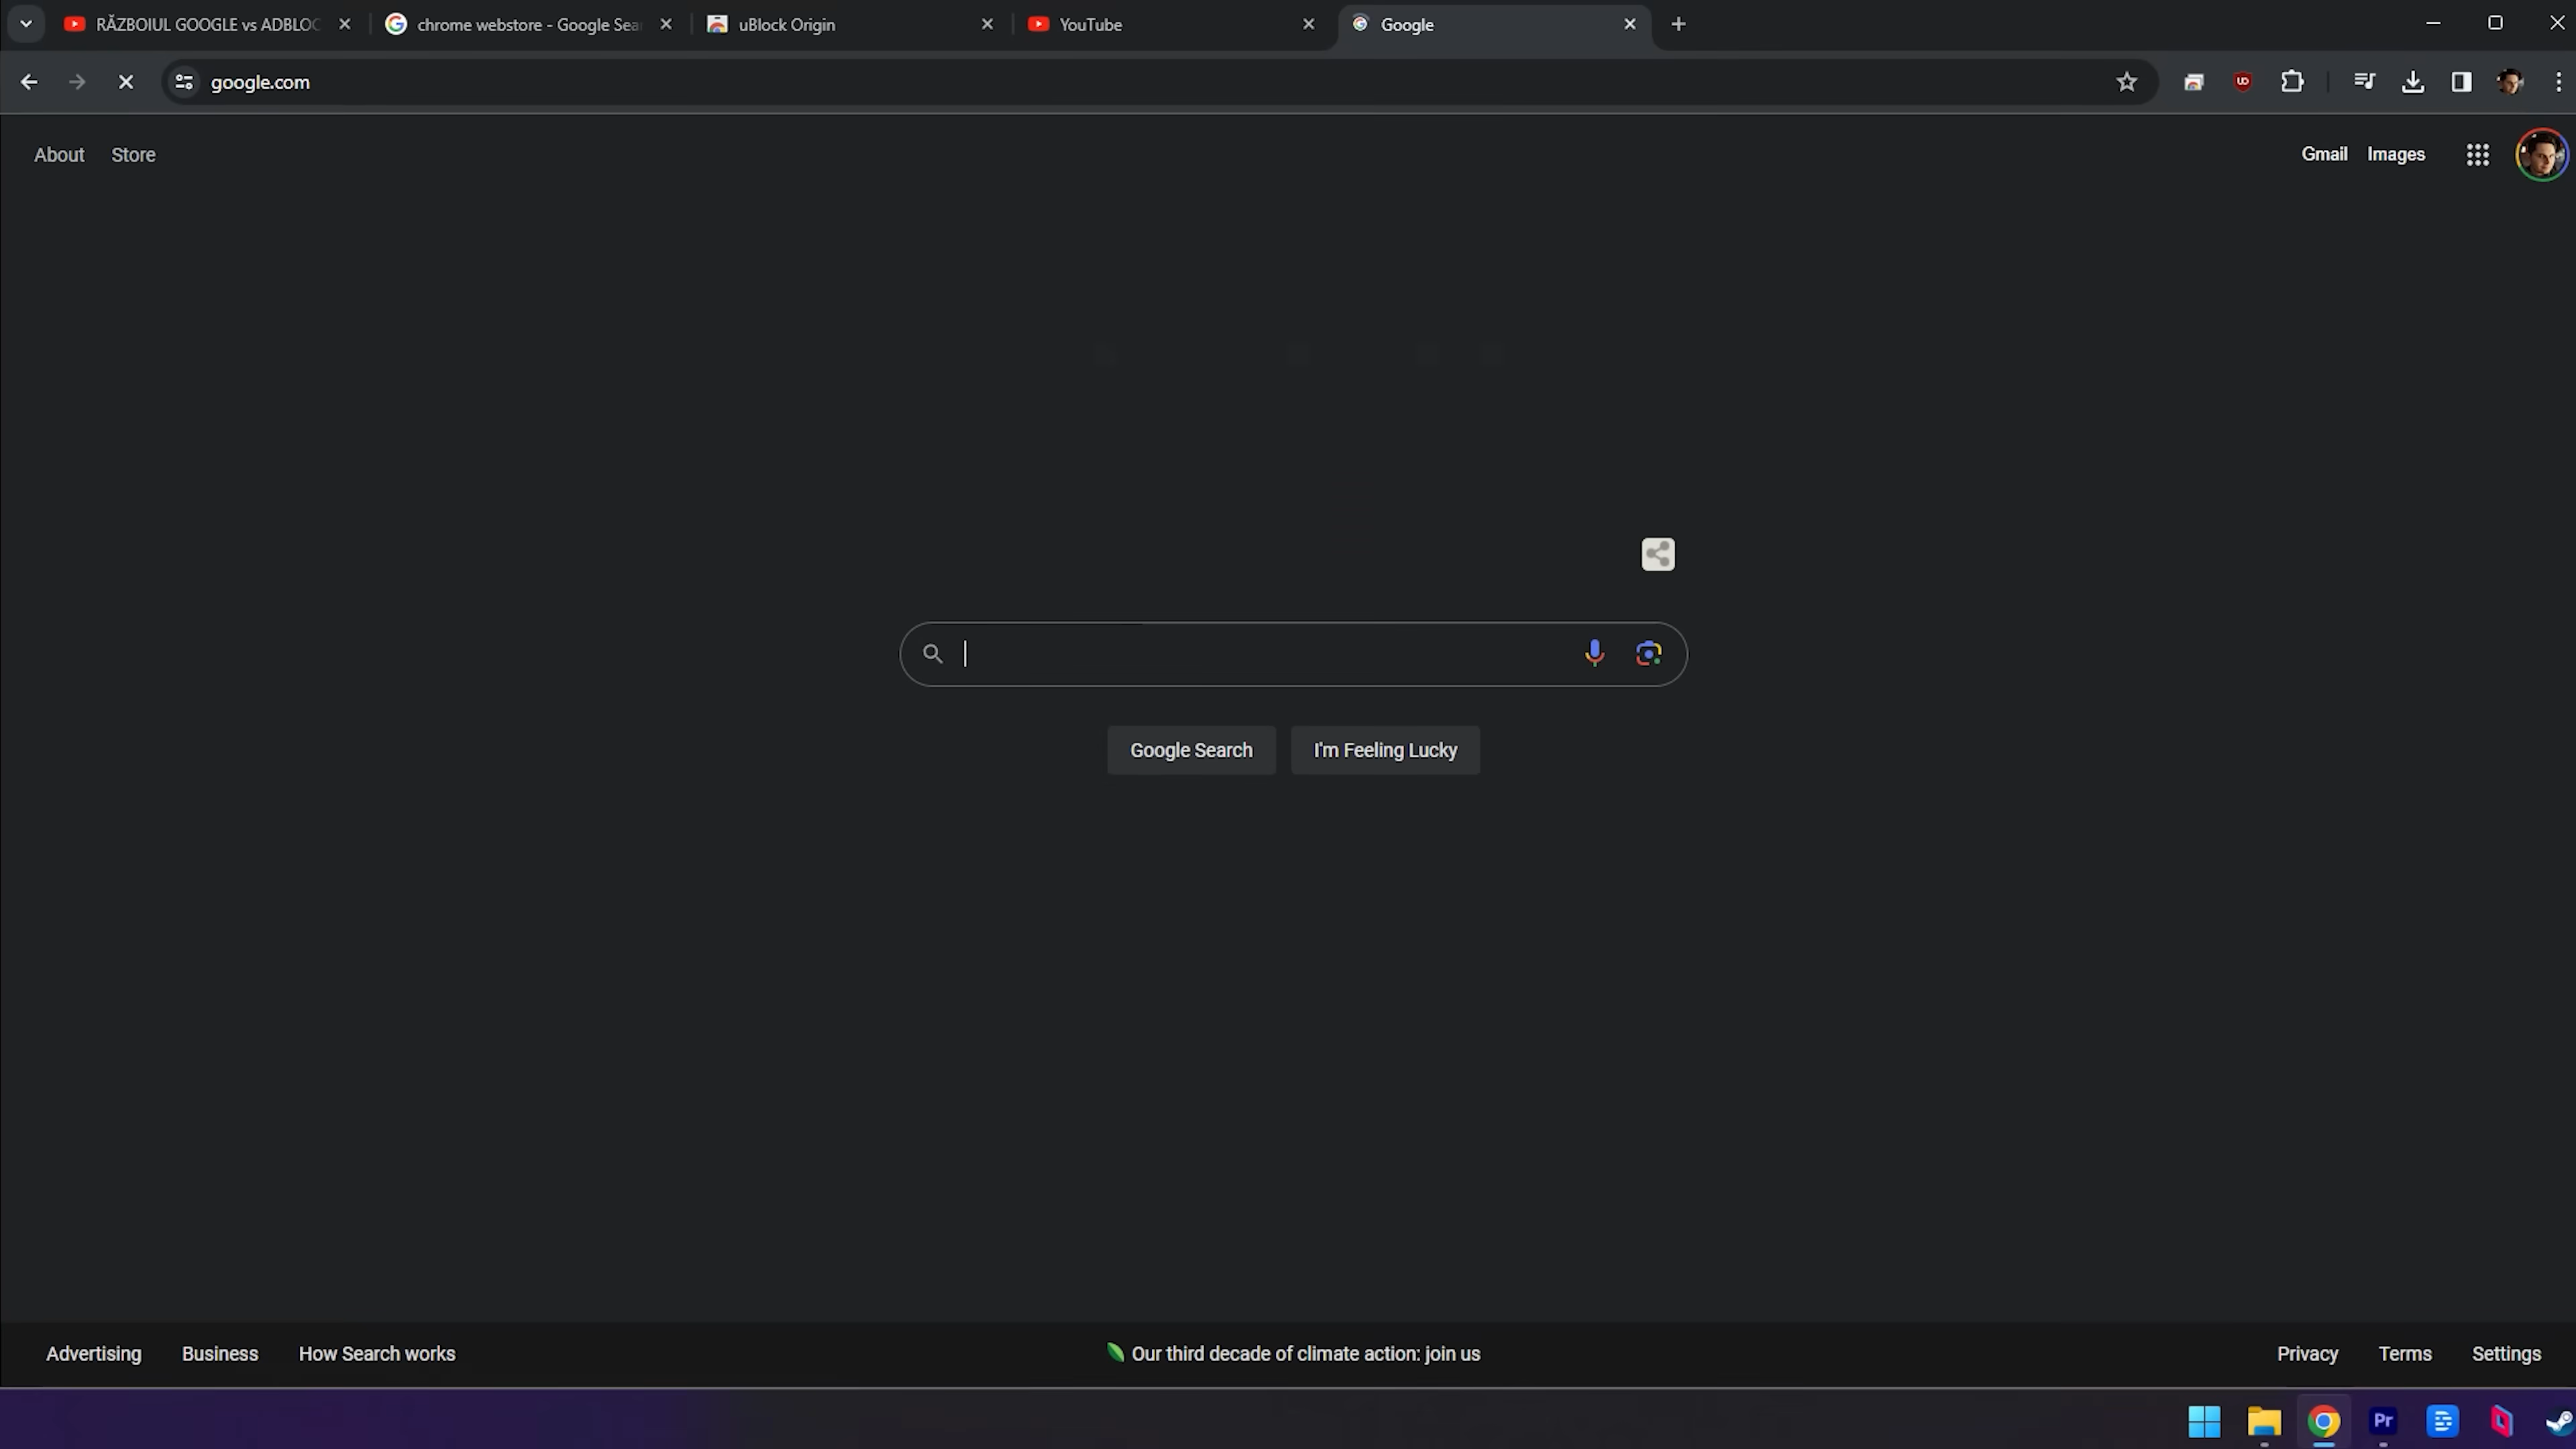 RĂZBOIUL GOOGLE vs ADBLOC
chrome webstore - Google Sea
uBlock Origin
YouTube
Google
google.com
About
Store
Gmail
Images
Google Search
I'm Feeling Lucky
Advertising
Business
How Search works
Our third decade of climate action: join us
Privacy
Terms
Settings
Pr